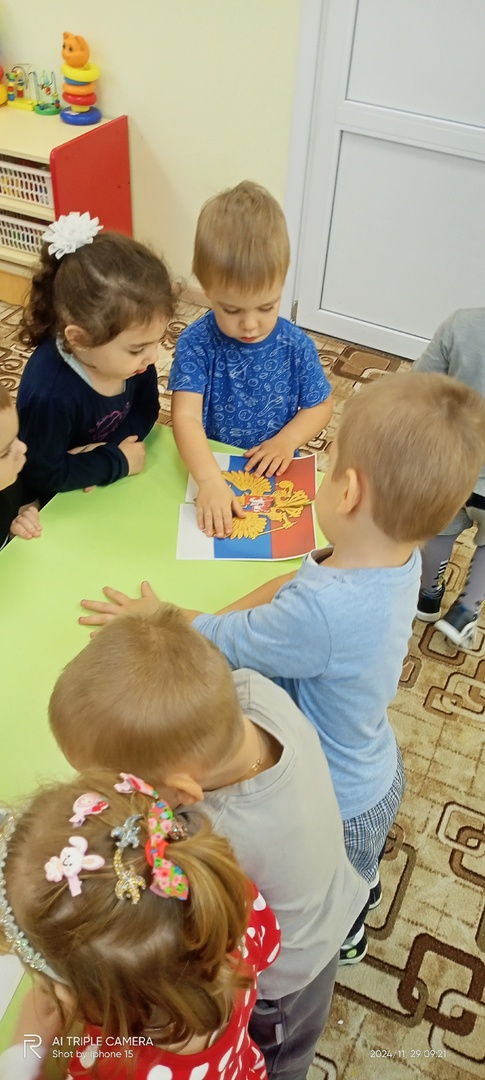 AI TRIPLE CAMERA
Shot by iPhone 15
2024.11.29 09:21